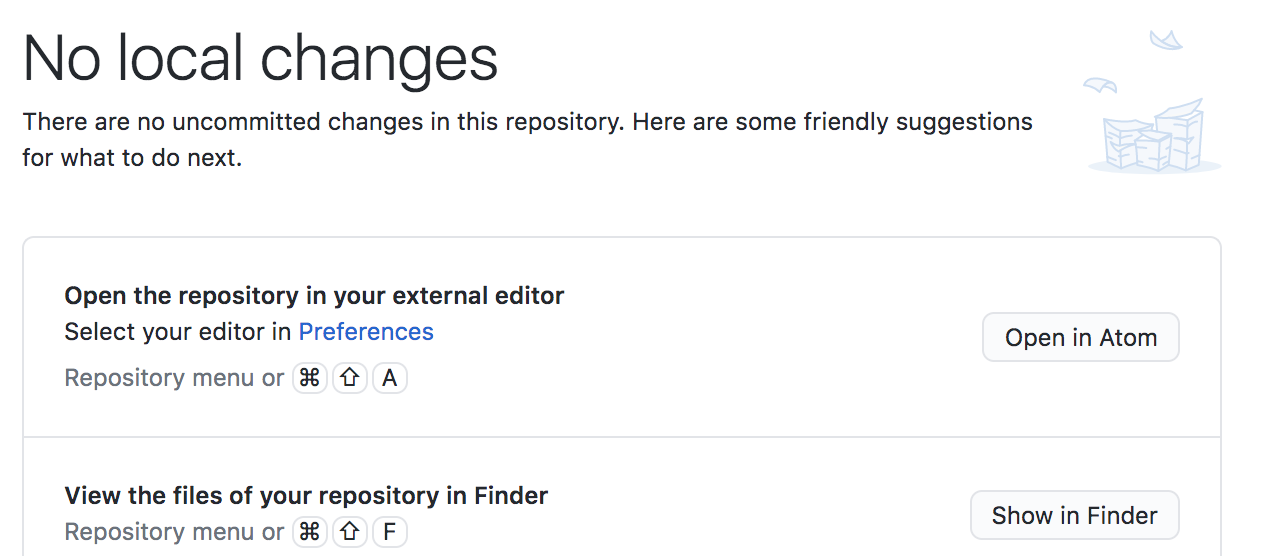 No local changes
There are no uncommitted changes in this repository. Here are some friendly suggestions
for what to do next.
Open the repository in your external editor
Select your editor in Preferences
Repository menu or ⌘ ⇧ A
Open in Atom
View the files of your repository in Finder
Repository menu or ⌘ ⇧ F
Show in Finder